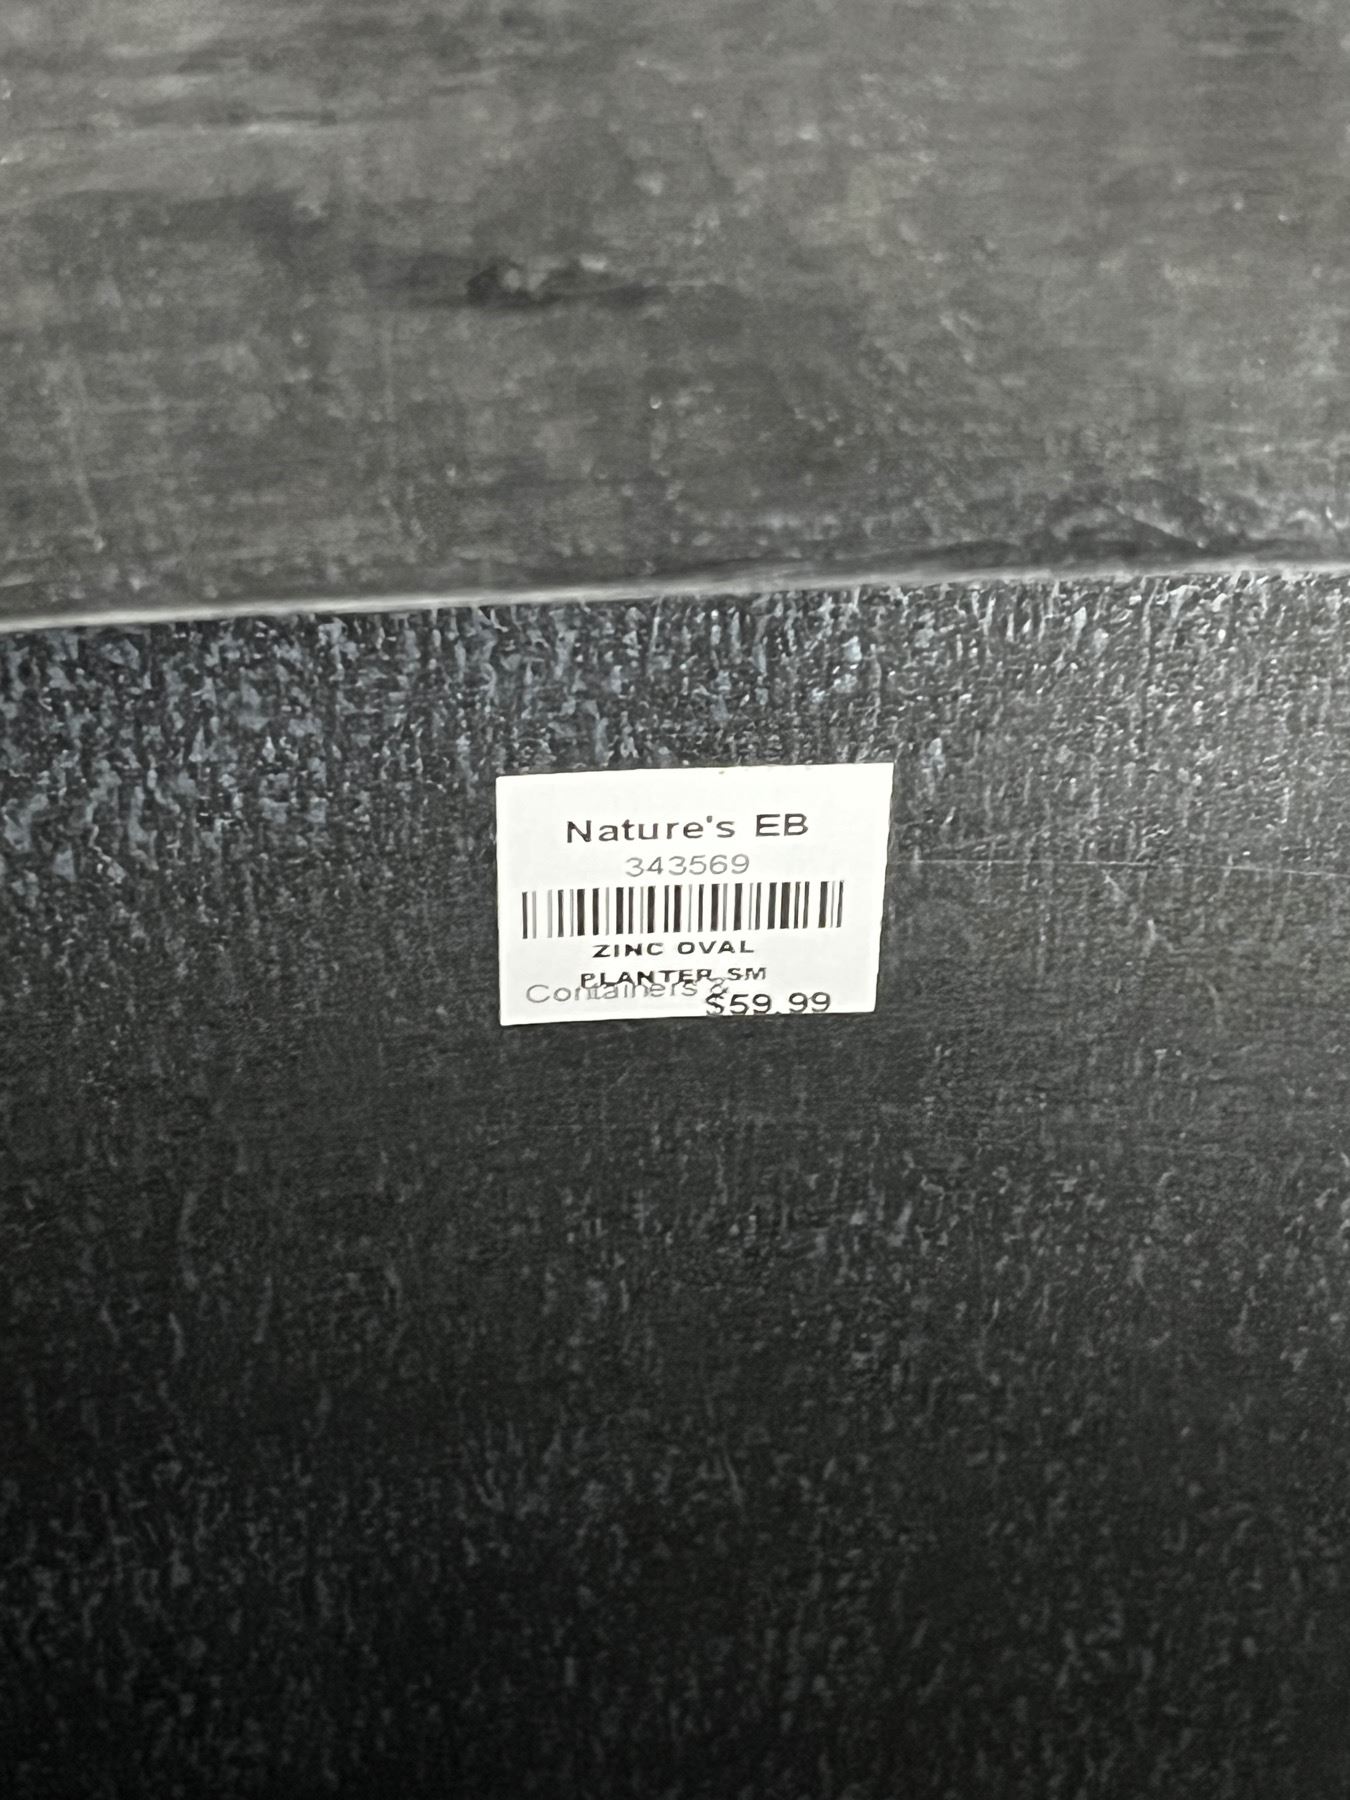 Nature's EB
343569
ZINC OVAL
PLANTER SM
Containers &
$59.99